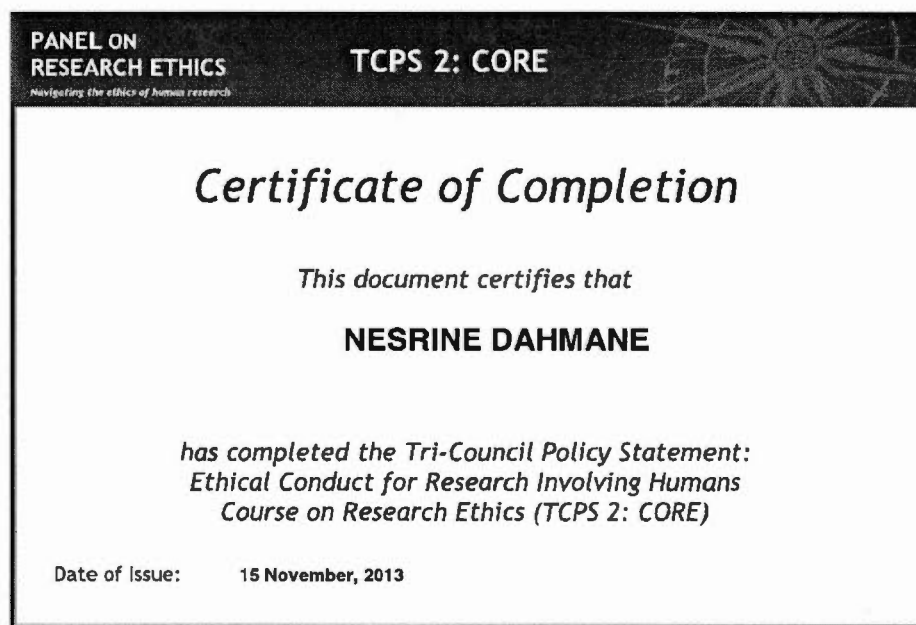 PANEL ON
RESEARCH ETHICS
Navigating the ethics of human research
TCPS 2: CORE
Certificate of Completion
This document certifies that
NESRINE DAHMANE
has completed the Tri-Council Policy Statement:
Ethical Conduct for Research Involving Humans
Course on Research Ethics (TCPS 2: CORE)
Date of Issue: 15 November, 2013